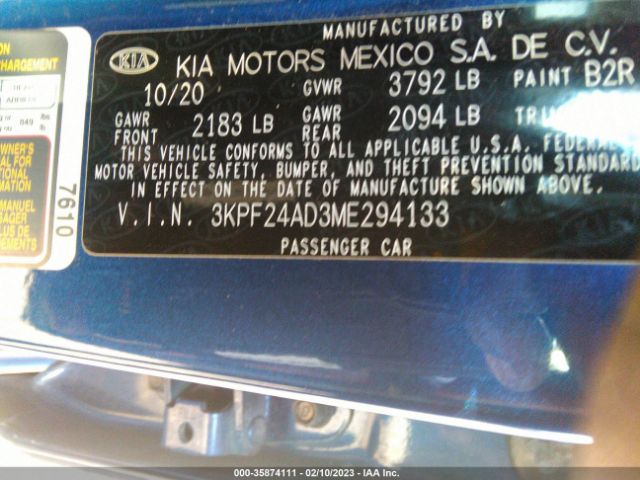 MANUFACTURED BY
KIA KIA MOTORS MEXICO S.A. DE C.V.
10/20 GVWR 3792 LB PAINT B2R
GAWR FRONT 2183 LB GAWR REAR 2094 LB
THIS VEHICLE CONFORMS TO ALL APPLICABLE U.S.A. FEDERAL
MOTOR VEHICLE SAFETY, BUMPER, AND THEFT PREVENTION STANDARD
IN EFFECT ON THE DATE OF MANUFACTURE SHOWN ABOVE.
V.I.N. 3KPF24AD3ME294133
PASSENGER CAR
7610
000-35874111 - 02/10/2023 - IAA Inc.